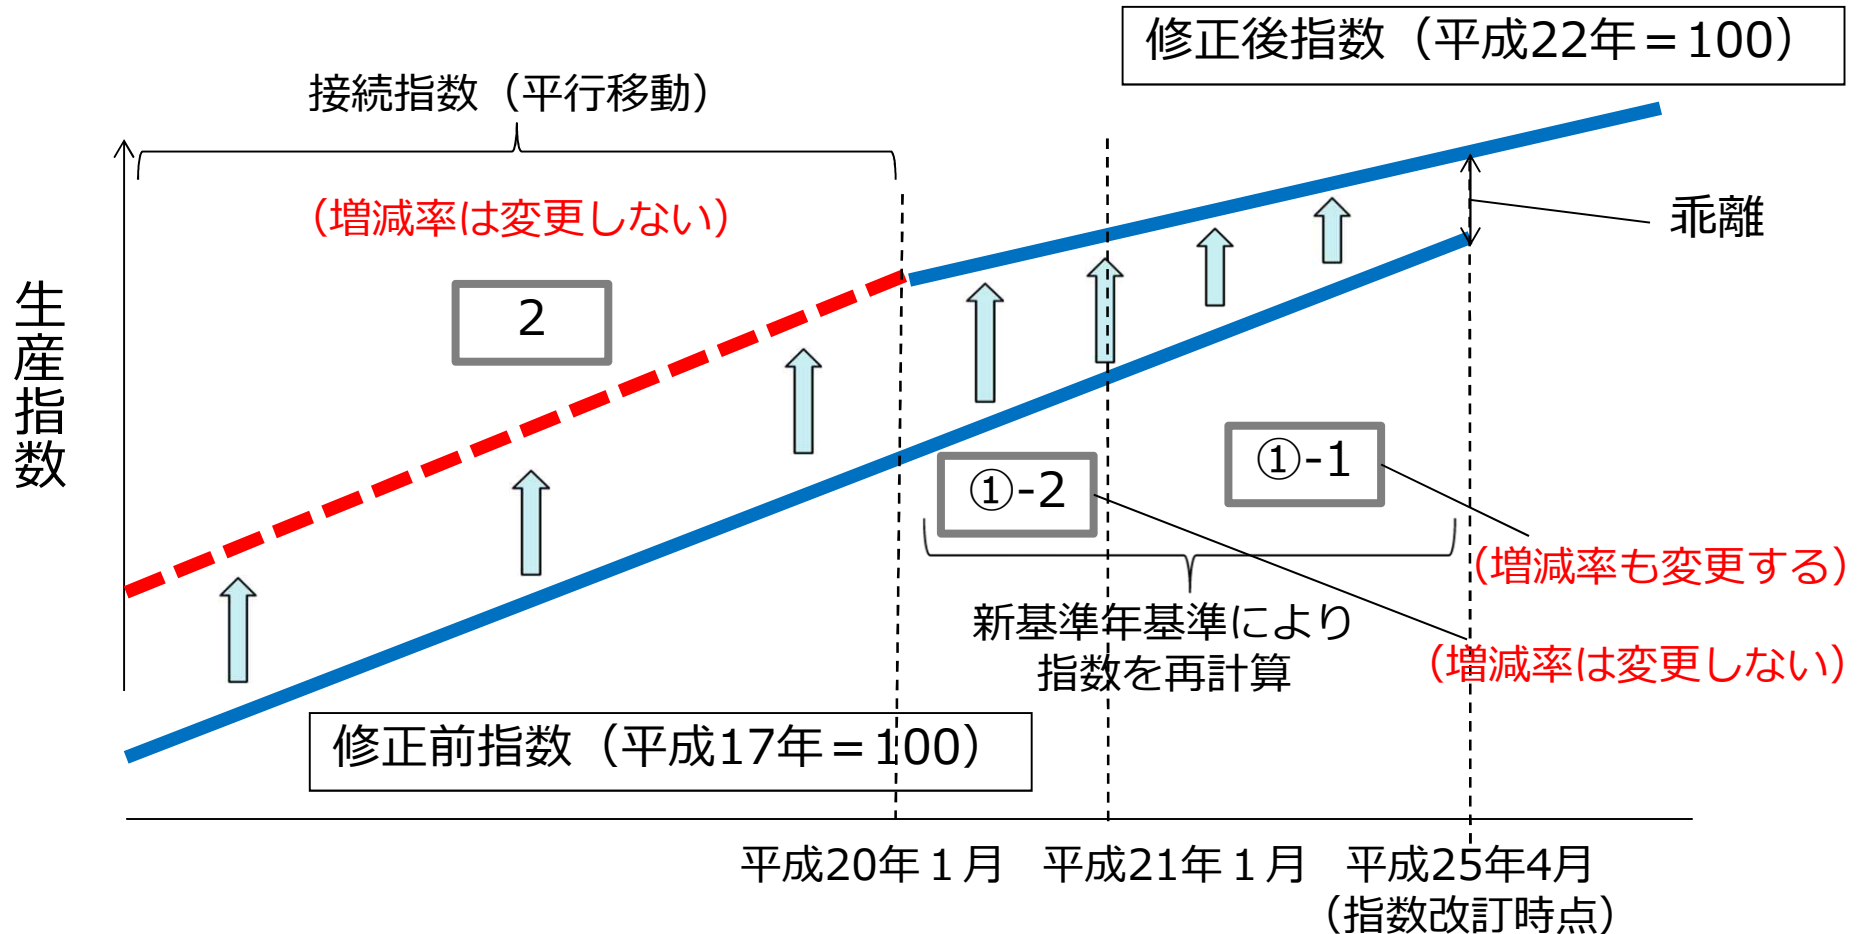 修正後指数（平成22年＝100）
接続指数（平行移動）
（増減率は変更しない）
乖離
生産指数
2
①-1
①-2
（増減率も変更する）
新基準年基準により
指数を再計算
（増減率は変更しない）
修正前指数（平成17年＝100）
平成20年１月
平成21年１月
平成25年4月
（指数改訂時点）